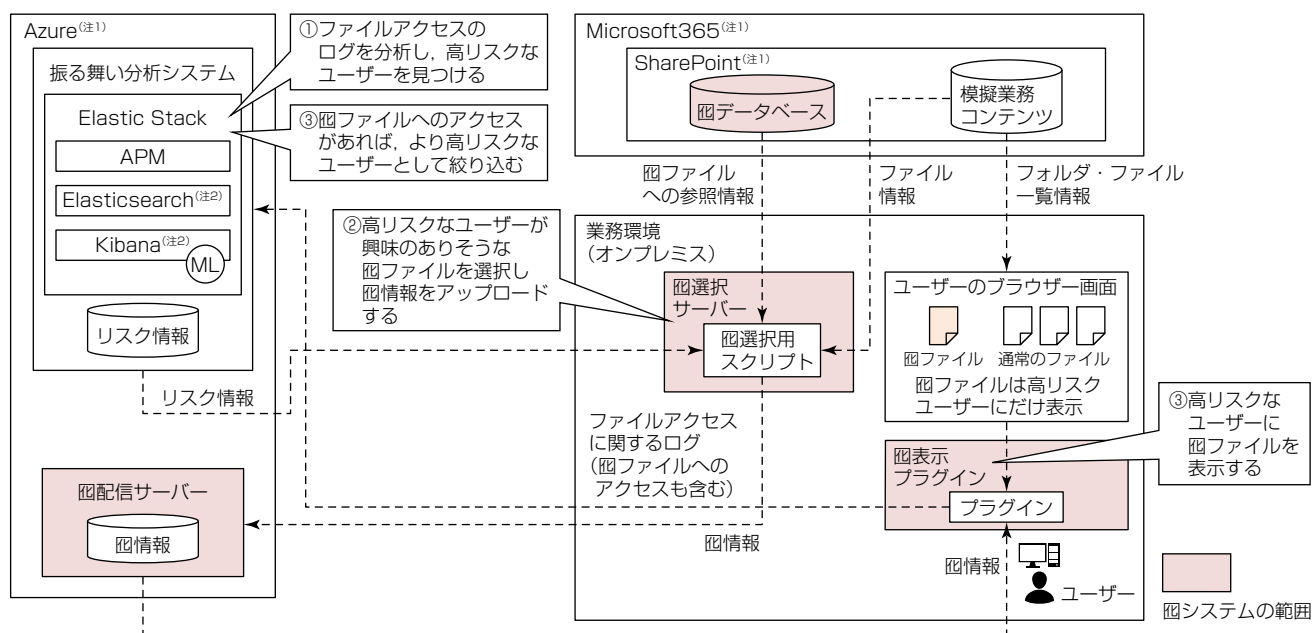 Azure(注1)
振る舞い分析システム
Elastic Stack
APM
Elasticsearch(注2)
Kibana(注2)
ML
リスク情報
リスク情報
囮配信サーバー
囮情報
①ファイルアクセスの
ログを分析し，高リスクな
ユーザーを見つける
③囮ファイルへのアクセス
があれば，より高リスクな
ユーザーとして絞り込む
②高リスクなユーザーが
興味のありそうな
囮ファイルを選択し
囮情報をアップロード
する
Microsoft365(注1)
SharePoint(注1)
囮データベース
模擬業務
コンテンツ
囮ファイル
への参照情報
ファイル
情報
フォルダ・ファイル
一覧情報
業務環境
（オンプレミス）
囮選択
サーバー
囮選択用
スクリプト
ユーザーのブラウザー画面
囮ファイル
通常のファイル
囮ファイルは高リスク
ユーザーにだけ表示
ファイルアクセス
に関するログ
（囮ファイルへの
アクセスも含む）
囮表示
プラグイン
プラグイン
③高リスクな
ユーザーに
囮ファイルを
表示する
囮情報
囮情報
ユーザー
囮システムの範囲